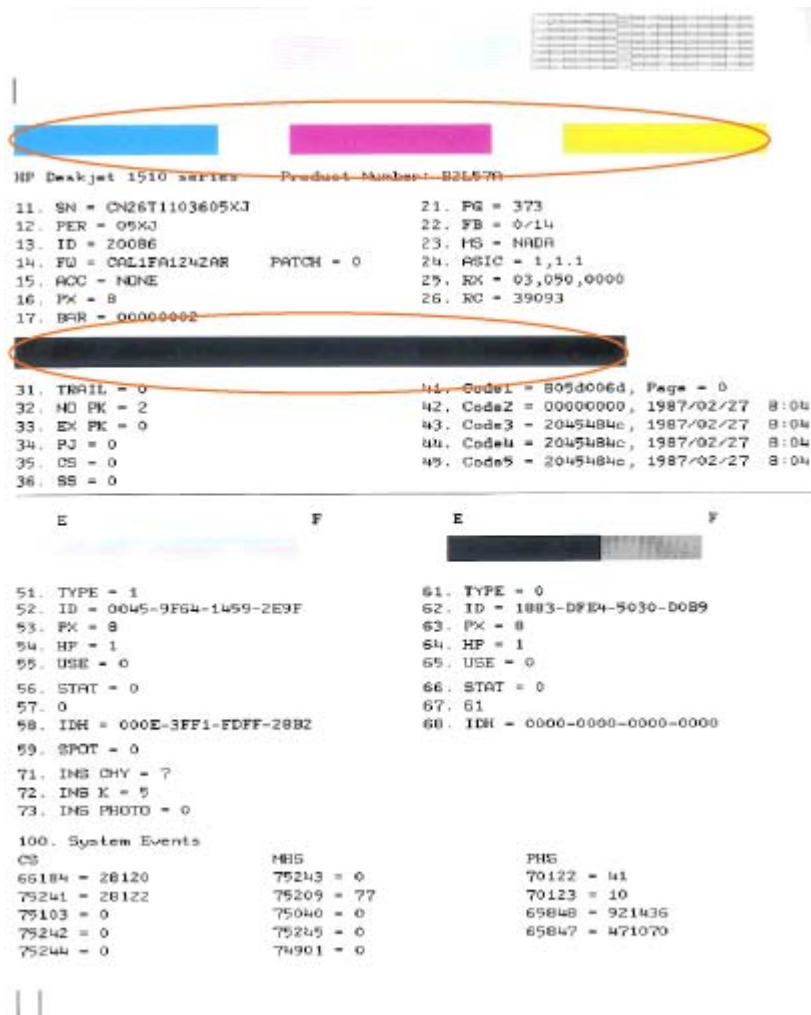 HP Deskjet 1510 series Product Number: B2L57A
11. SN = CN26T1103605XJ
12. PER = 05XJ
13. ID = 20086
14. FW = CAL1FA1242AR PATCH = 0
15. ACC = NONE
16. PX = 8
17. BAR = 00000002
21. PG = 373
22. FB = 0/14
23. MS = NADA
24. ASIC = 1,1.1
25. RX = 03,050,0000
26. RC = 39093
31. TRAIL = 0
32. NO PK = 2
33. EX PK = 0
34. PJ = 0
35. CS = 0
36. SS = 0
41. Code1 = 805d006d, Page = 0
42. Code2 = 00000000, 1987/02/27 8:04
43. Code3 = 2045484c, 1987/02/27 8:04
44. Code4 = 2045484c, 1987/02/27 8:04
45. Code5 = 2045484c, 1987/02/27 8:04
E F
51. TYPE = 1
52. ID = 0045-9F64-1459-2E9F
53. PX = 8
54. HP = 1
55. USE = 0
56. STAT = 0
57. 0
58. IDH = 000E-3FF1-FDFF-28B2
59. SPOT = 0
E F
61. TYPE = 0
62. ID = 1883-DFE4-5030-D0B9
63. PX = 8
64. HP = 1
65. USE = 0
66. STAT = 0
67. 61
68. IDH = 0000-0000-0000-0000
71. INS CMY = 7
72. INS K = 5
73. INS PHOTO = 0
100. System Events
CS
66184 = 28120
75241 = 28122
75103 = 0
75242 = 0
75244 = 0
MHS
75243 = 0
75209 = 77
75040 = 0
75245 = 0
74901 = 0
PHS
70122 = 41
70123 = 10
65848 = 921436
65847 = 471070